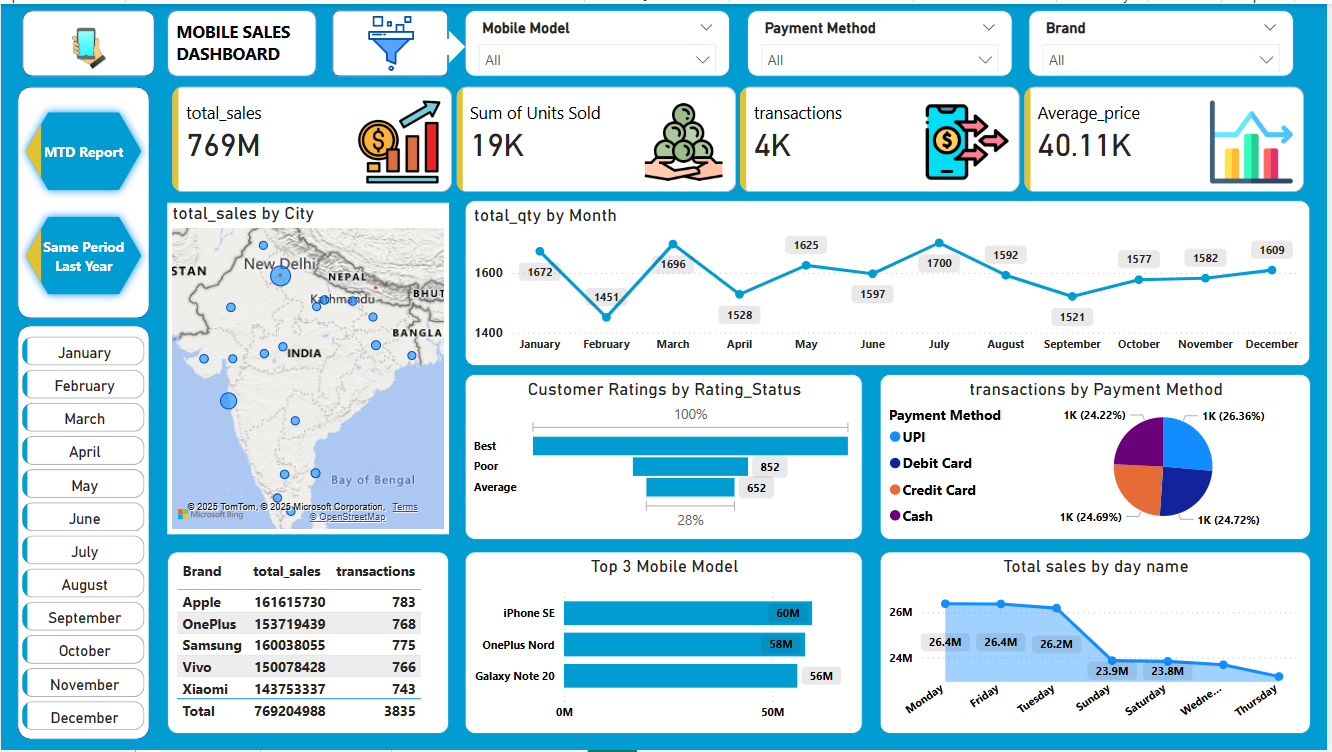 MOBILE SALES
DASHBOARD
Mobile Model
All
Payment Method
All
Brand
All
MTD Report
Same Period
Last Year
January
February
March
April
May
June
July
August
September
October
November
December
total_sales
769M
Sum of Units Sold
19K
transactions
4K
Average_price
40.11K
total_sales by City
STAN
New Delhi
NEPAL
Kathmandu
BHUT
BANGLA
INDIA
Bay of Bengal
© 2025 TomTom, © 2025 Microsoft Corporation, Terms
Microsoft Bing
© OpenStreetMap
total_qty by Month
1600
1400
1672
1451
1696
1528
1625
1597
1700
1592
1521
1577
1582
1609
January February March April May June July August September October November December
Customer Ratings by Rating_Status
100%
Best
Poor 852
Average 652
28%
transactions by Payment Method
Payment Method
UPI
Debit Card
Credit Card
Cash
1K (24.22%)
1K (26.36%)
1K (24.69%)
1K (24.72%)
Brand total_sales transactions
Apple 161615730 783
OnePlus 153719439 768
Samsung 160038055 775
Vivo 150078428 766
Xiaomi 143753337 743
Total 769204988 3835
Top 3 Mobile Model
iPhone SE 60M
OnePlus Nord 58M
Galaxy Note 20 56M
0M 50M
Total sales by day name
26M
24M
26.4M 26.4M 26.2M 23.9M 23.8M
Monday Friday Tuesday Sunday Saturday Wedne... Thursday